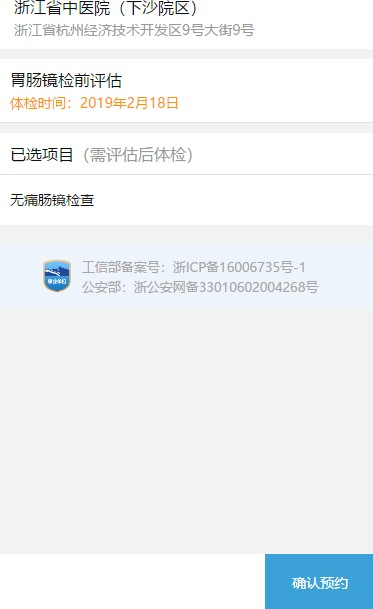 浙江省中医院（下沙院区）
浙江省杭州经济技术开发区9号大街9号
胃肠镜检前评估
体检时间：2019年2月18日
已选项目（需评估后体检）
无痛肠镜检查
工信部备案号：浙ICP备16006735号-1
公安部：浙公安网备33010602004268号
确认预约